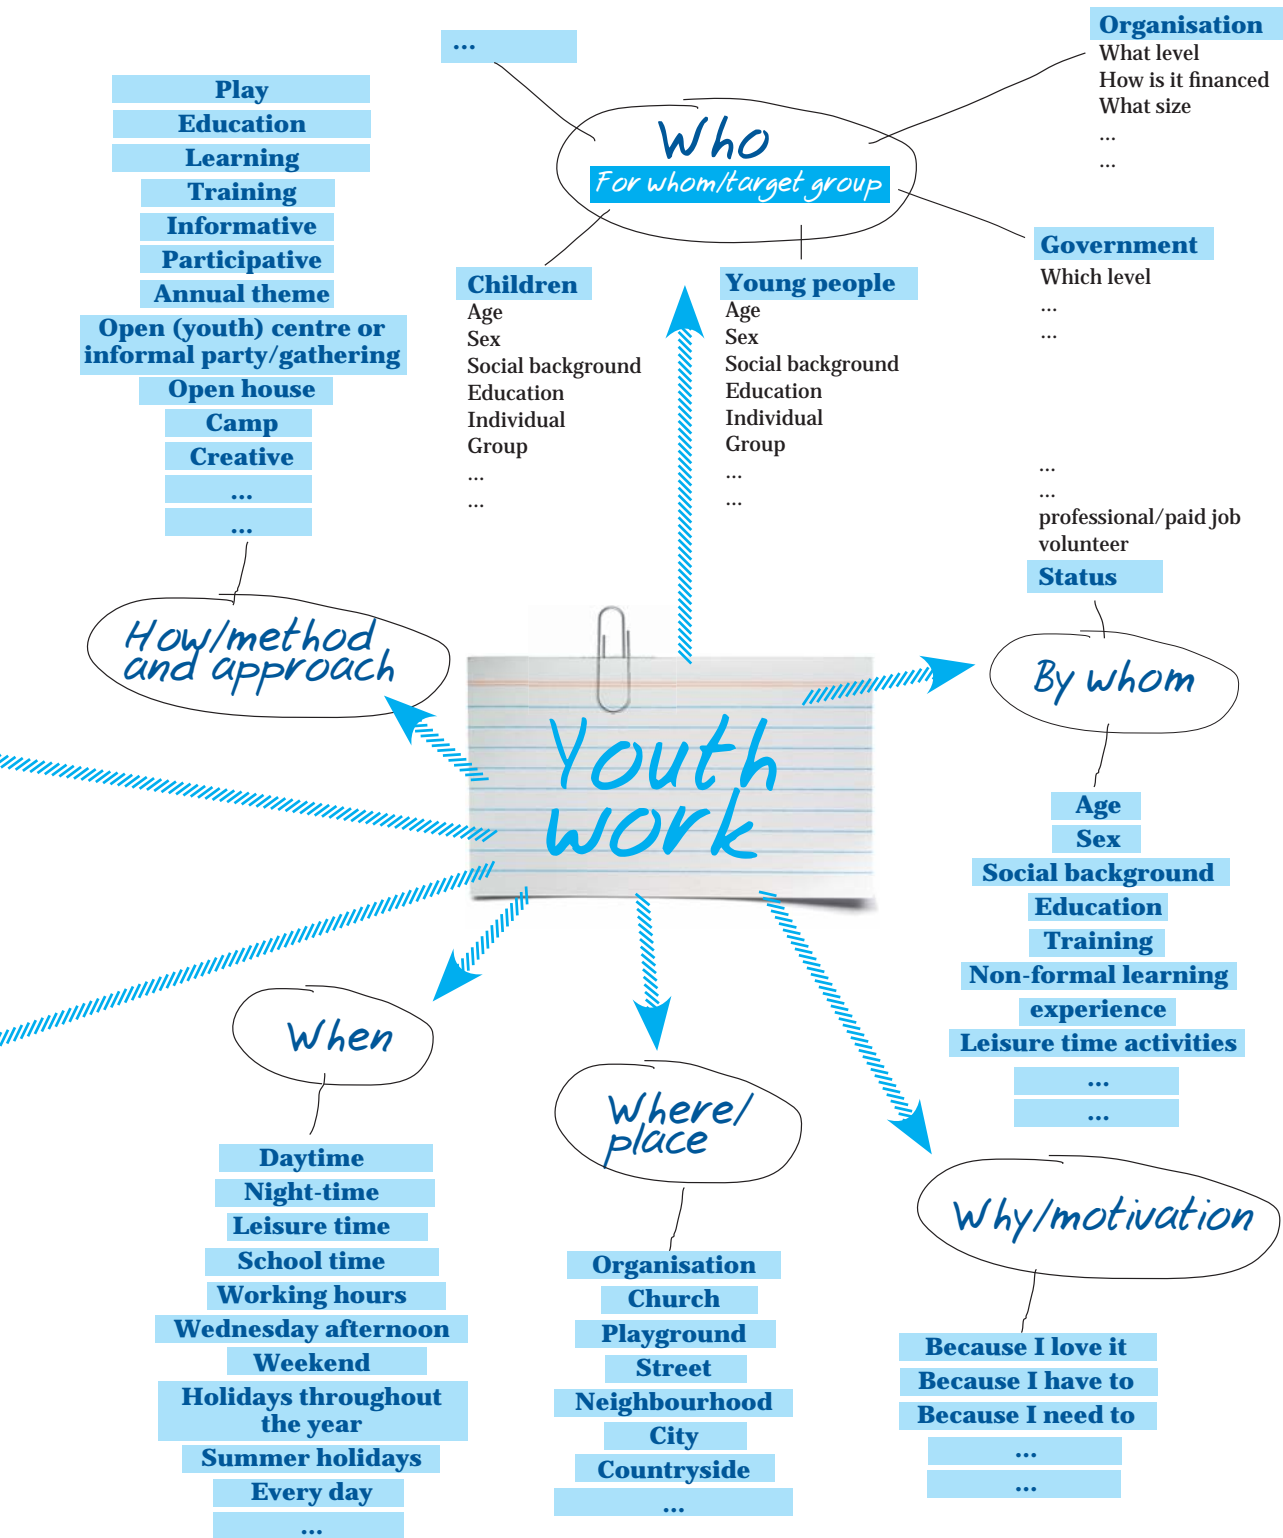 ...
Organisation
What level
How is it financed
What size
...
...
Who
For whom/target group
Children
Age
Sex
Social background
Education
Individual
Group
...
...
Young people
Age
Sex
Social background
Education
Individual
Group
...
...
Government
Which level
...
...
Play
Education
Learning
Training
Informative
Participative
Annual theme
Open (youth) centre or
informal party/gathering
Open house
Camp
Creative
...
...
How/method
and approach
...
...
professional/paid job
volunteer
Status
By whom
Age
Sex
Social background
Education
Training
Non-formal learning
experience
Leisure time activities
...
...
Youth
work
When
Daytime
Night-time
Leisure time
School time
Working hours
Wednesday afternoon
Weekend
Holidays throughout
the year
Summer holidays
Every day
...
Where/
place
Organisation
Church
Playground
Street
Neighbourhood
City
Countryside
...
Why/motivation
Because I love it
Because I have to
Because I need to
...
...